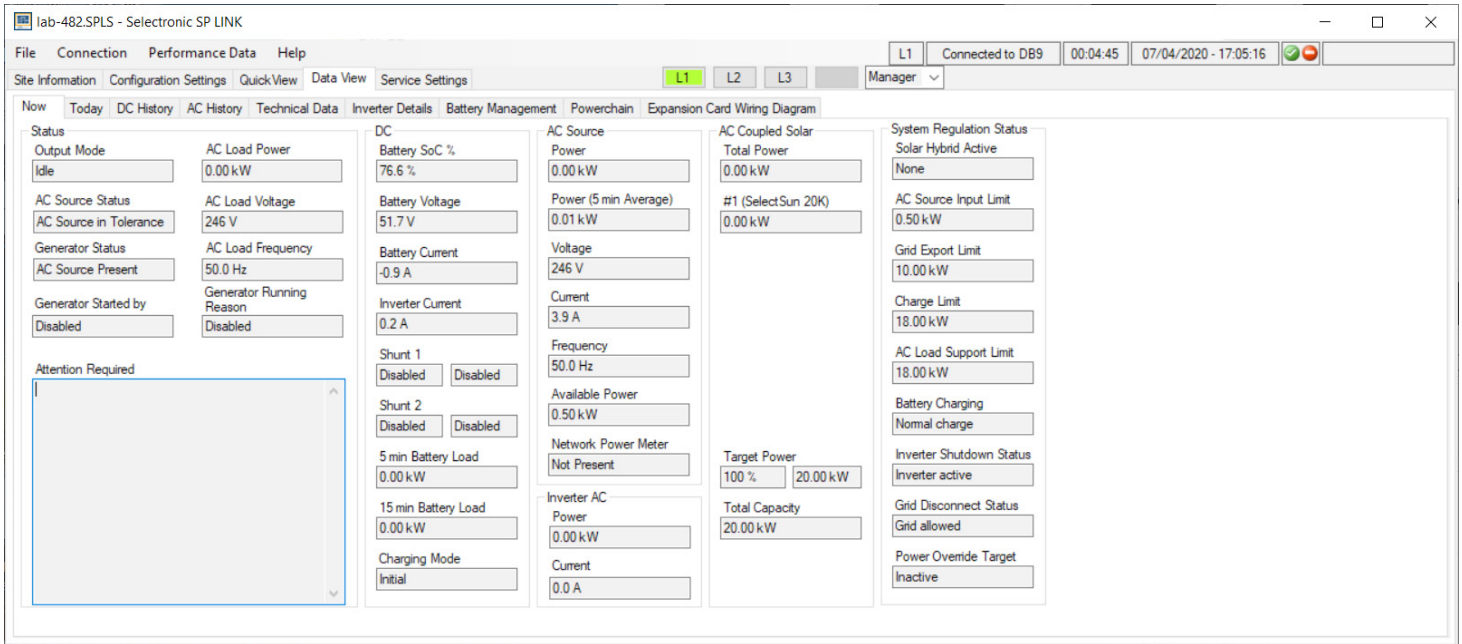 lab-482.SPLS - Selectronic SP LINK
File Connection Performance Data Help
L1 Connected to DB9 00:04:45 07/04/2020 - 17:05:16
Site Information Configuration Settings Quick View Data View Service Settings
L1 L2 L3 Manager
Now Today DC History AC History Technical Data Inverter Details Battery Management Powerchain Expansion Card Wiring Diagram
Status
Output Mode
Idle
AC Source Status
AC Source in Tolerance
Generator Status
AC Source Present
Generator Started by
Disabled
AC Load Power
0.00 kW
AC Load Voltage
246 V
AC Load Frequency
50.0 Hz
Generator Running
Reason
Disabled
Attention Required
DC
Battery SoC %
76.6 %
Battery Voltage
51.7 V
Battery Current
-0.9 A
Inverter Current
0.2 A
Shunt 1
Disabled Disabled
Shunt 2
Disabled Disabled
5 min Battery Load
0.00 kW
15 min Battery Load
0.00 kW
Charging Mode
Initial
AC Source
Power
0.00 kW
Power (5 min Average)
0.01 kW
Voltage
246 V
Current
3.9 A
Frequency
50.0 Hz
Available Power
0.50 kW
Network Power Meter
Not Present
Inverter AC
Power
0.00 kW
Current
0.0 A
AC Coupled Solar
Total Power
0.00 kW
#1 (SelectSun 20K)
0.00 kW
Target Power
100 % 20.00 kW
Total Capacity
20.00 kW
System Regulation Status
Solar Hybrid Active
None
AC Source Input Limit
0.50 kW
Grid Export Limit
10.00 kW
Charge Limit
18.00 kW
AC Load Support Limit
18.00 kW
Battery Charging
Normal charge
Inverter Shutdown Status
Inverter active
Grid Disconnect Status
Grid allowed
Power Override Target
Inactive